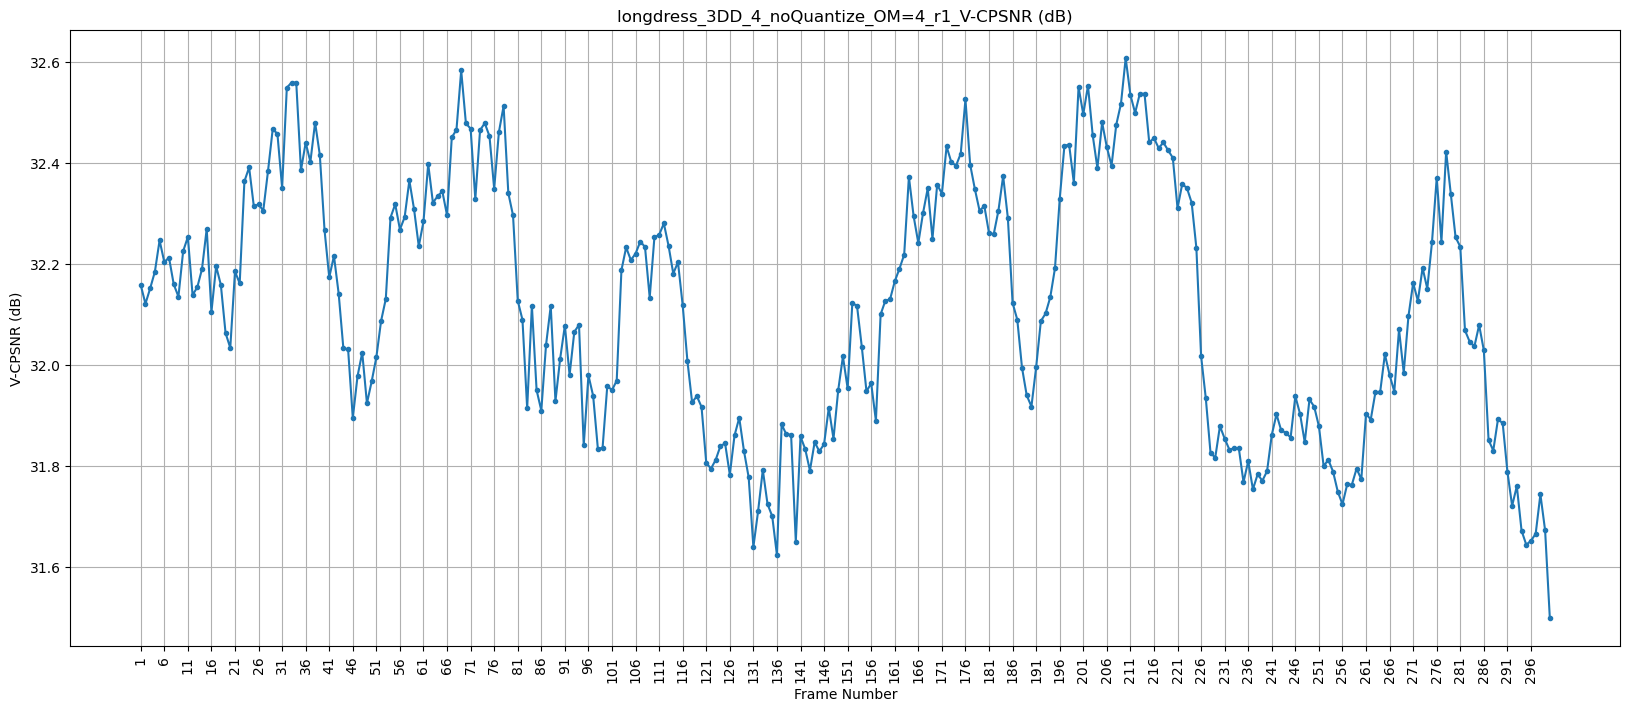 longdress_3DD_4_noQuantize_OM=4_r1_V-CPSNR (dB)
V-CPSNR (dB)
32.6
32.4
32.2
32.0
31.8
31.6
1 6 11 16 21 26 31 36 41 46 51 56 61 66 71 76 81 86 91 96 101 106 111 116 121 126 131 136 141 146 151 156 161 166 171 176 181 186 191 196 201 206 211 216 221 226 231 236 241 246 251 256 261 266 271 276 281 286 291 296
Frame Number